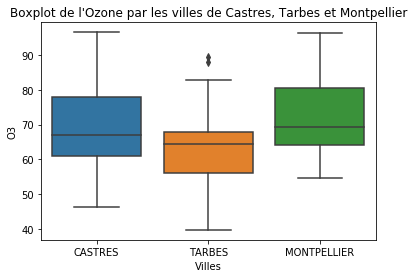 Boxplot de l'Ozone par les villes de Castres, Tarbes et Montpellier
90
80
70
60
50
40
O3
CASTRES TARBES MONTPELLIER
Villes